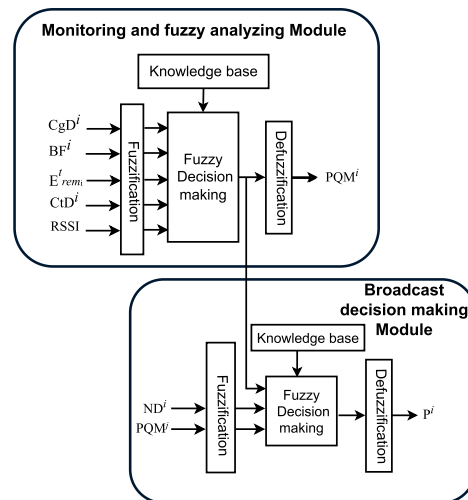 Monitoring and fuzzy analyzing Module
Knowledge base
CgD^i
BF^i
E^t_rem_i
CtD^i
RSSI
Fuzzification
Fuzzy
Decision
making
Defuzzification
PQM^i
Broadcast
decision making
Module
Knowledge base
ND^i
PQM^i
Fuzzification
Fuzzy
Decision
making
Defuzzification
P^i